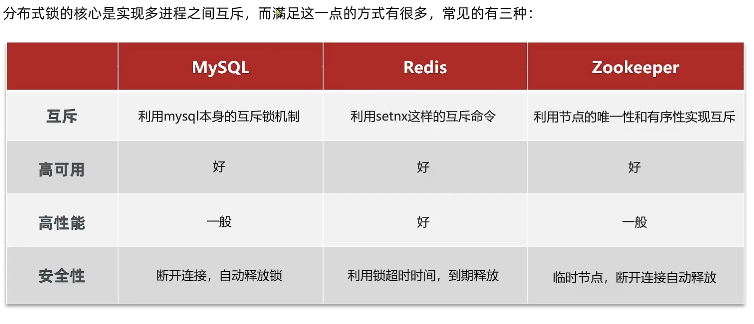 分布式锁的核心是实现多进程之间互斥，而满足这一点的方式有很多，常见的有三种：
MySQL Redis Zookeeper
互斥 利用mysql本身的互斥锁机制 利用setnx这样的互斥命令 利用节点的唯一性和有序性实现互斥
高可用 好 好 好
高性能 一般 好 一般
安全性 断开连接，自动释放锁 利用锁超时时间，到期释放 临时节点，断开连接自动释放